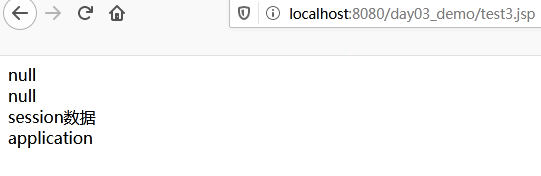 localhost:8080/day03_demo/test3.jsp
null
null
session数据
application